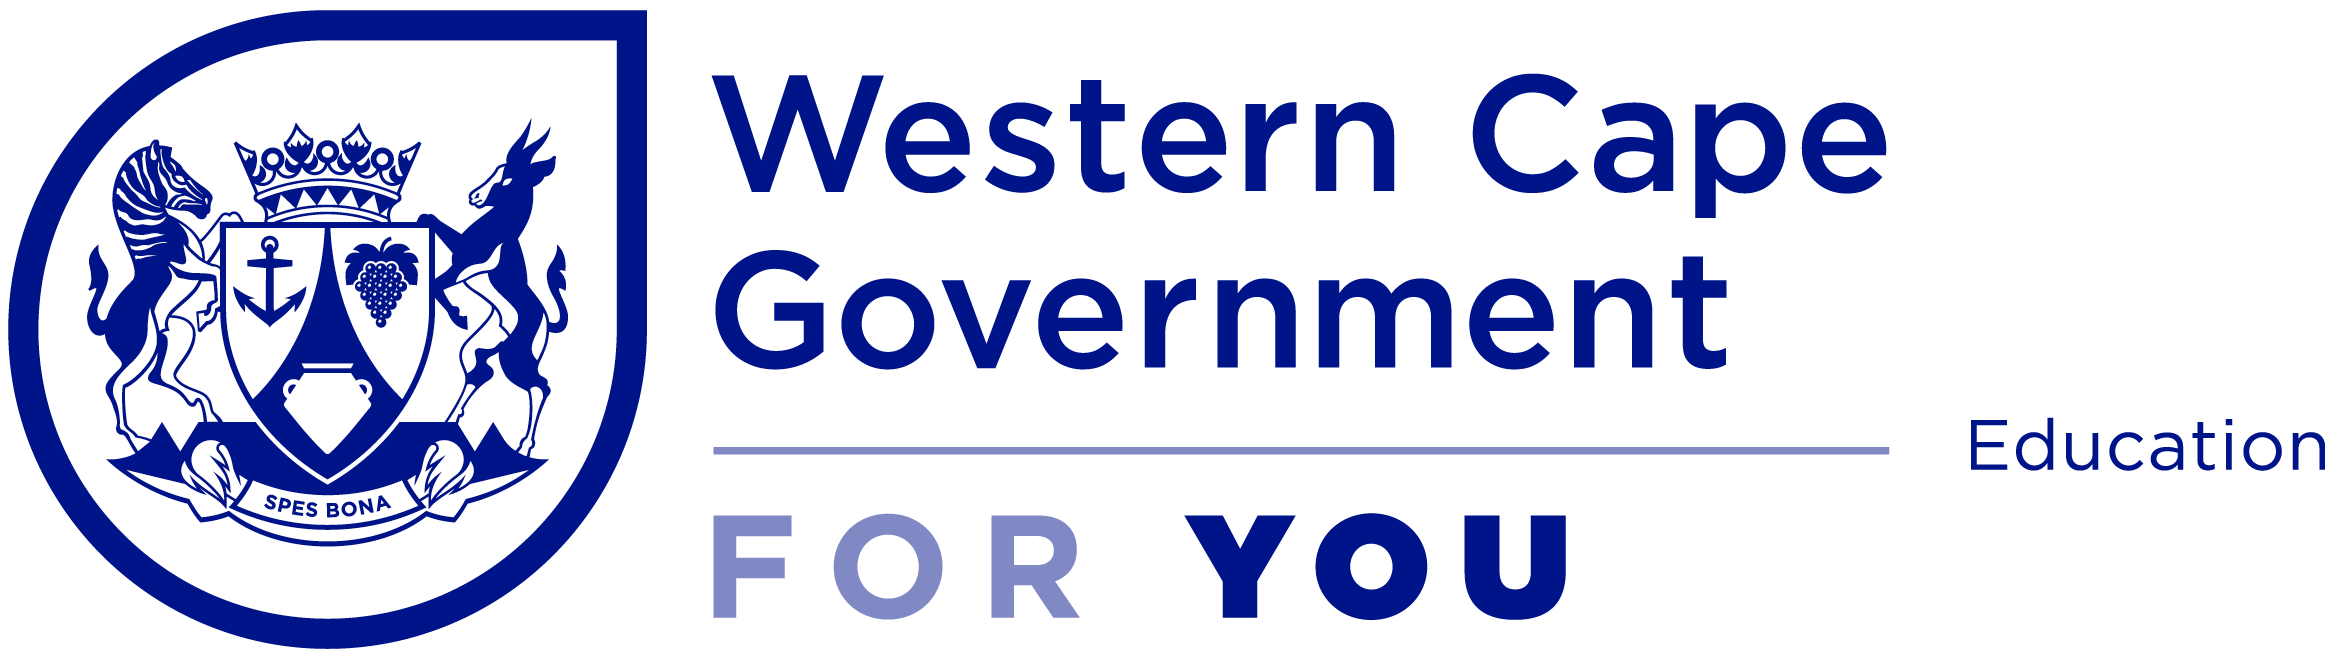 Western Cape
Government
Education
FOR YOU
SPES BONA